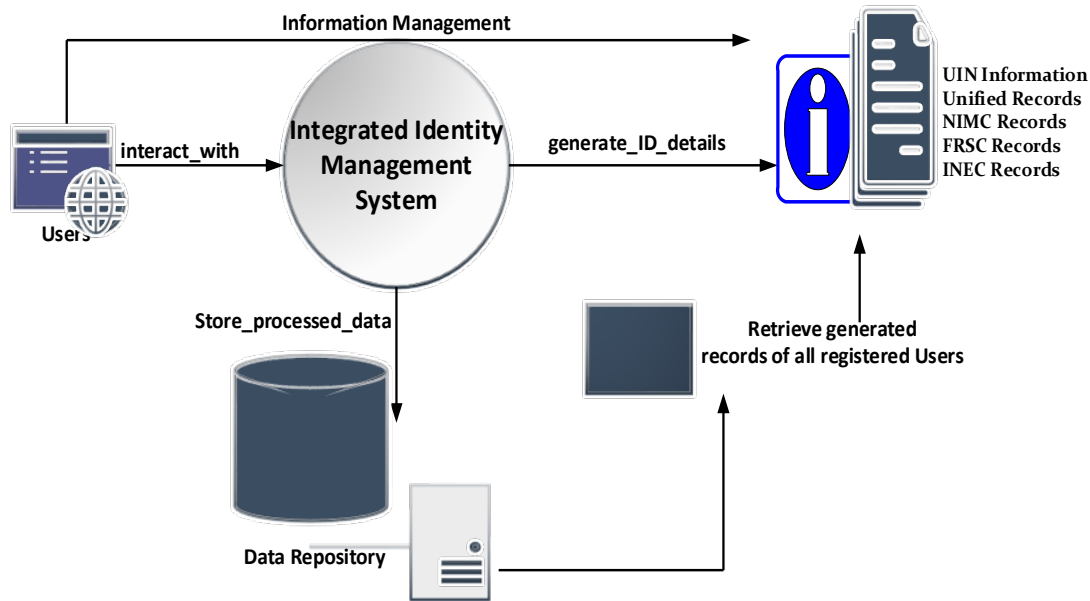 Information Management
UIN Information
Unified Records
NIMC Records
FRSC Records
INEC Records
Integrated Identity
Management
System
interact_with
generate_ID_details
Users
Store_processed_data
Retrieve generated
records of all registered Users
Data Repository